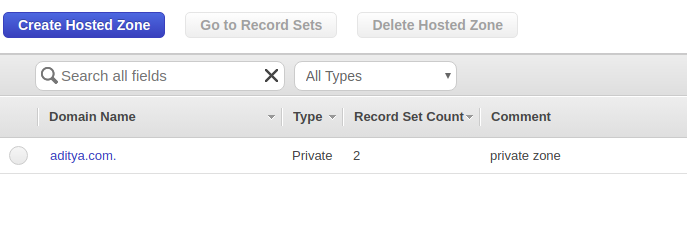 Create Hosted Zone Go to Record Sets Delete Hosted Zone
Search all fields All Types
Domain Name Type Record Set Count Comment
aditya.com. Private 2 private zone